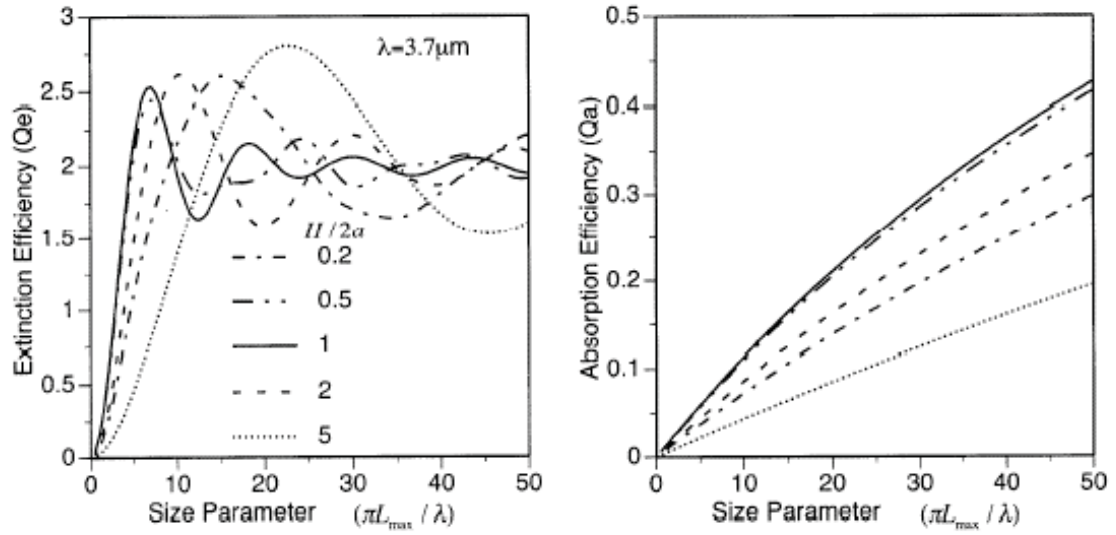 λ=3.7μm
Extinction Efficiency (Qe)
3
2.5
2
1.5
1
0.5
0
H/2a
0.2
0.5
1
2
5
0 10 20 30 40 50
Size Parameter (πL_max / λ)
Absorption Efficiency (Qa)
0.5
0.4
0.3
0.2
0.1
0
0 10 20 30 40 50
Size Parameter (πL_max / λ)